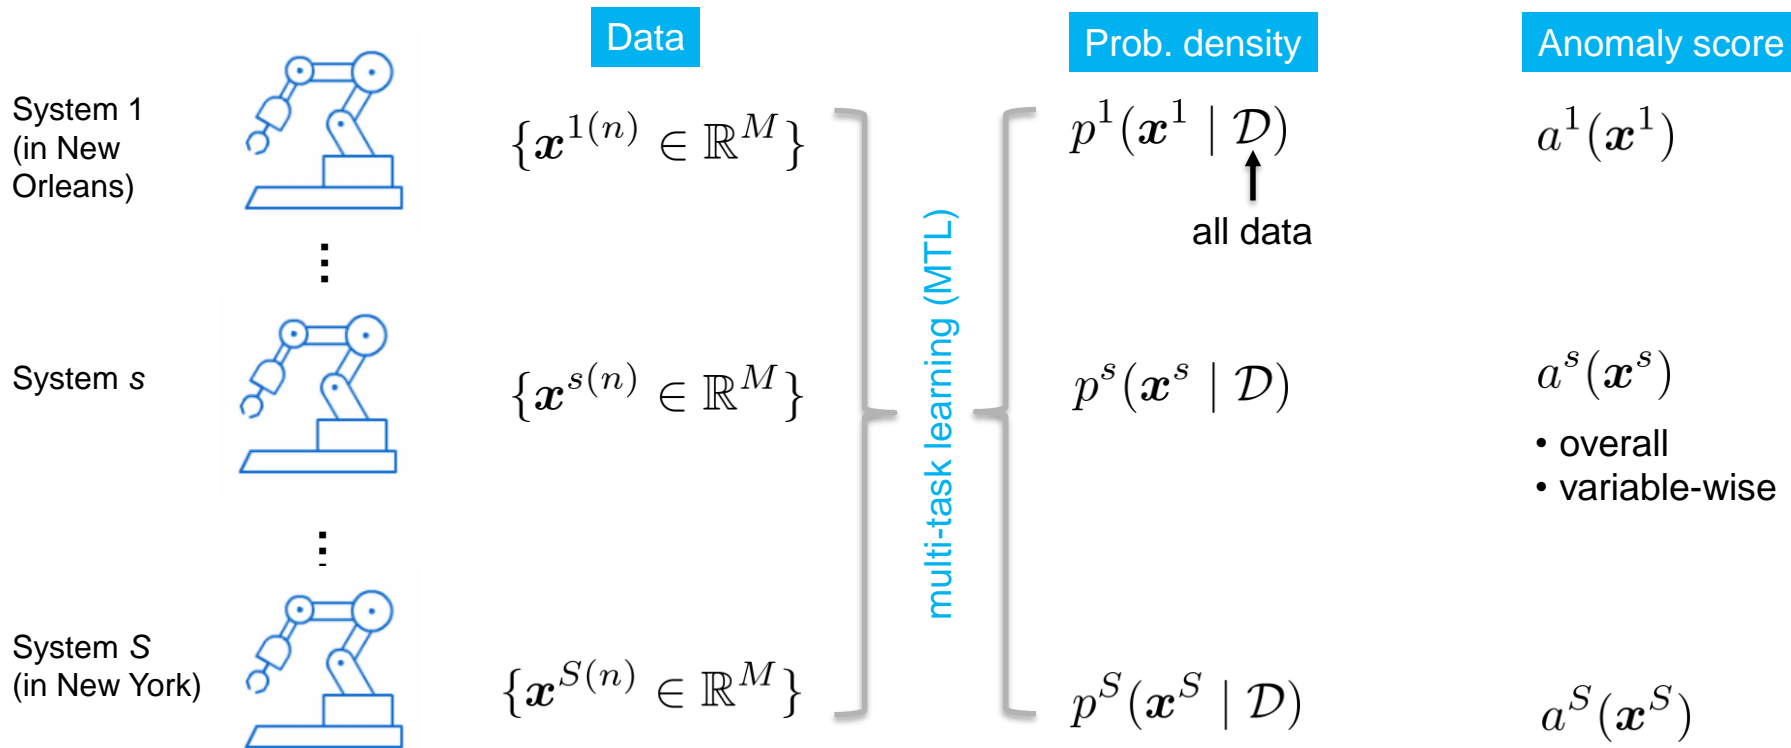 Data
Prob. density
Anomaly score
System 1
(in New
Orleans)
{𝒙^{1(n)} ∈ ℝ^M}
p^1(𝒙^1 | 𝒟)
a^1(𝒙^1)
all data
⋮
multi-task learning (MTL)
System s
{𝒙^{s(n)} ∈ ℝ^M}
p^s(𝒙^s | 𝒟)
a^s(𝒙^s)
• overall
• variable-wise
⋮
System S
(in New York)
{𝒙^{S(n)} ∈ ℝ^M}
p^S(𝒙^S | 𝒟)
a^S(𝒙^S)